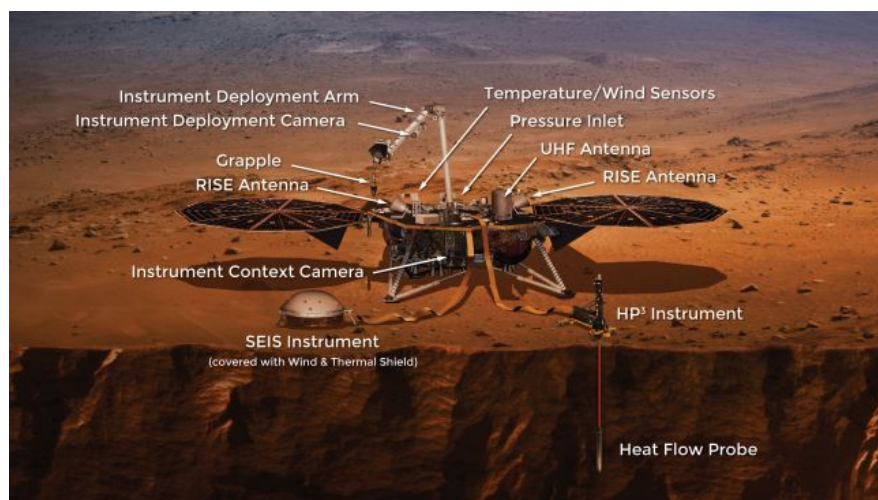 Instrument Deployment Arm
Temperature/Wind Sensors
Instrument Deployment Camera
Pressure Inlet
UHF Antenna
Grapple
RISE Antenna
RISE Antenna
Instrument Context Camera
HP³ Instrument
SEIS Instrument
(covered with Wind & Thermal Shield)
Heat Flow Probe